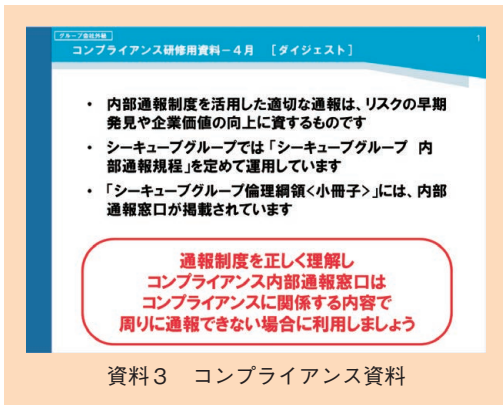 グループ会社外秘
コンプライアンス研修用資料－４月　［ダイジェスト］
1
・ 内部通報制度を活用した適切な通報は、リスクの早期
発見や企業価値の向上に資するものです
・ シーキューブグループでは「シーキューブグループ　内
部通報規程」を定めて運用しています
・ 「シーキューブグループ倫理綱領<小冊子>」には、内部
通報窓口が掲載されています
通報制度を正しく理解し
コンプライアンス内部通報窓口は
コンプライアンスに関係する内容で
周りに通報できない場合に利用しましょう
資料３　コンプライアンス資料